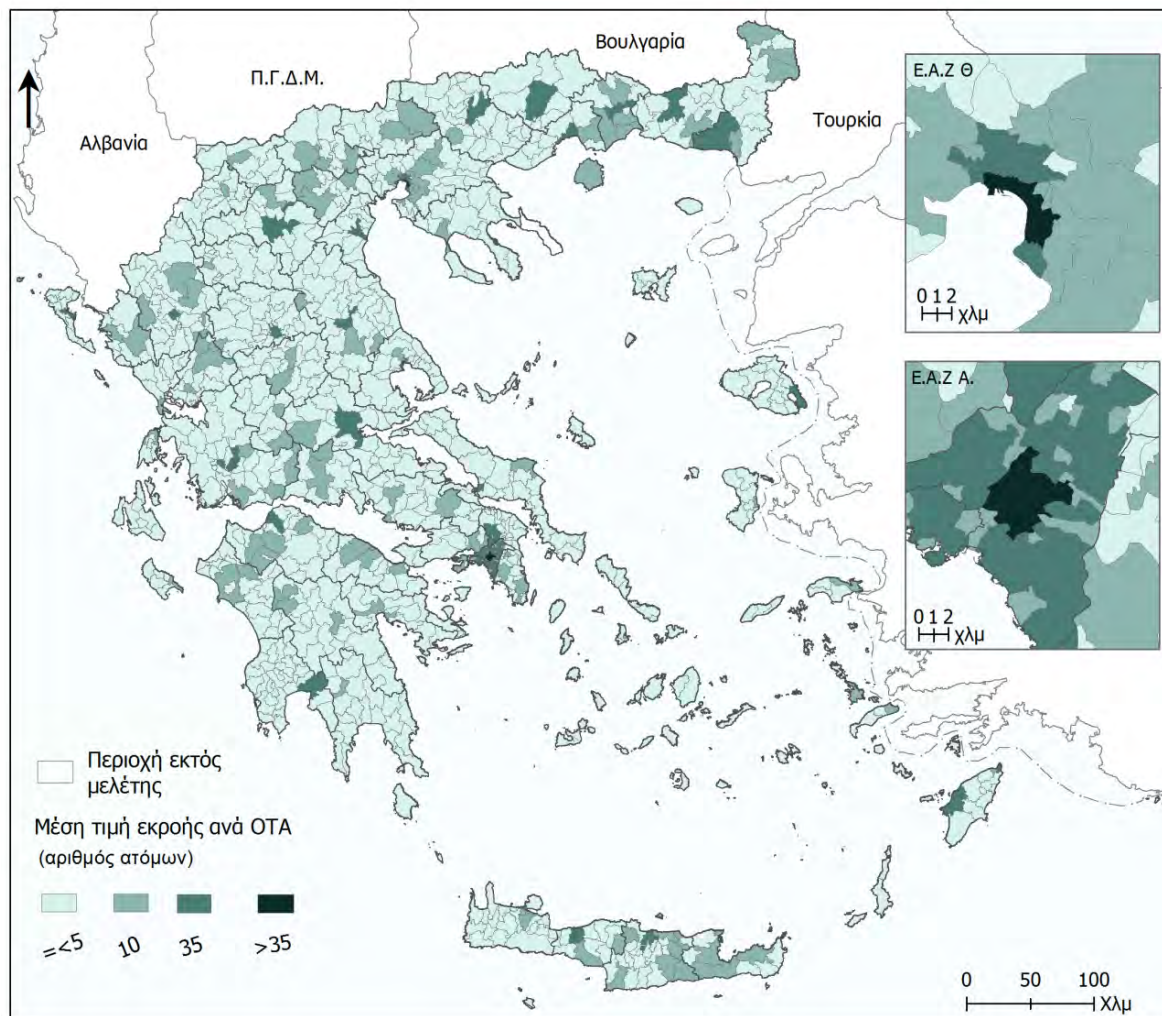 Βουλγαρία
Π.Γ.Δ.Μ.
Αλβανία
Τουρκία
Ε.Α.Ζ Θ
0 1 2
χλμ
Ε.Α.Ζ Α.
0 1 2
χλμ
Περιοχή εκτός
μελέτης
Μέση τιμή εκροής ανά ΟΤΑ
(αριθμός ατόμων)
=<5 10 35 >35
0 50 100
Χλμ